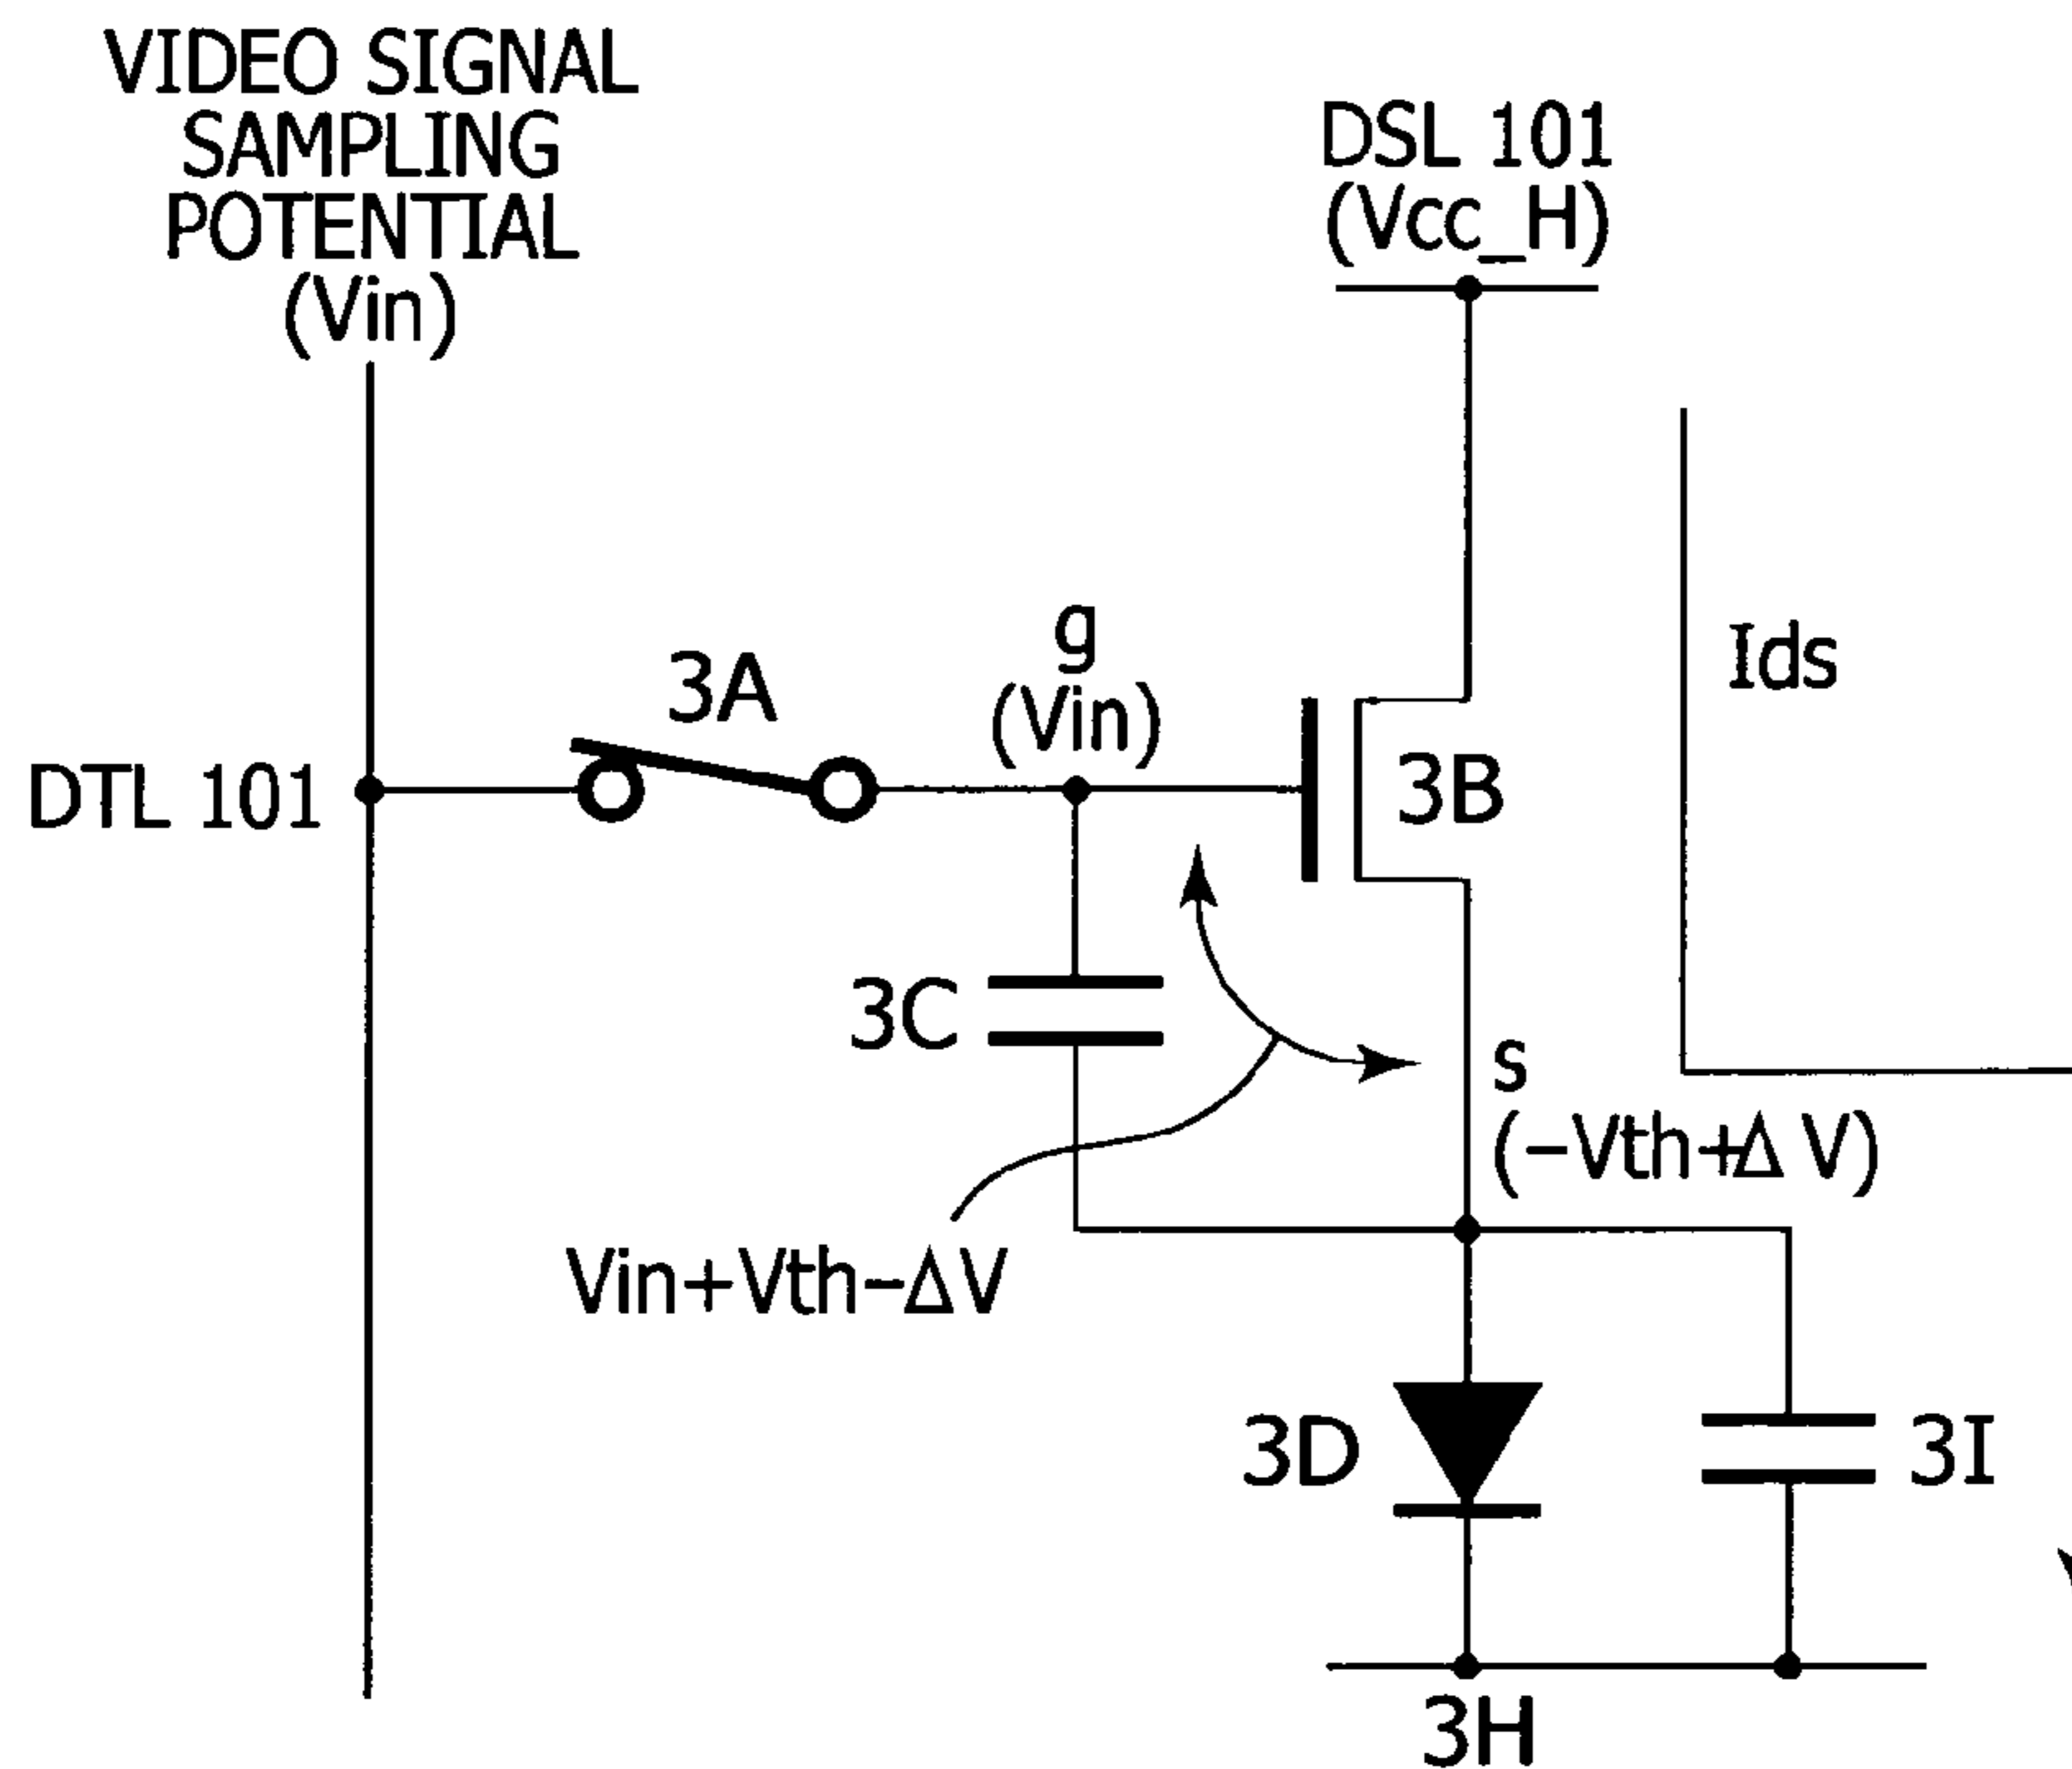 VIDEO SIGNAL
SAMPLING
POTENTIAL
(Vin)
DSL 101
(Vcc_H)
Ids
3A
g
(Vin)
DTL 101
3B
3C
s
(-Vth+Δ V)
Vin+Vth-ΔV
3D
3I
3H